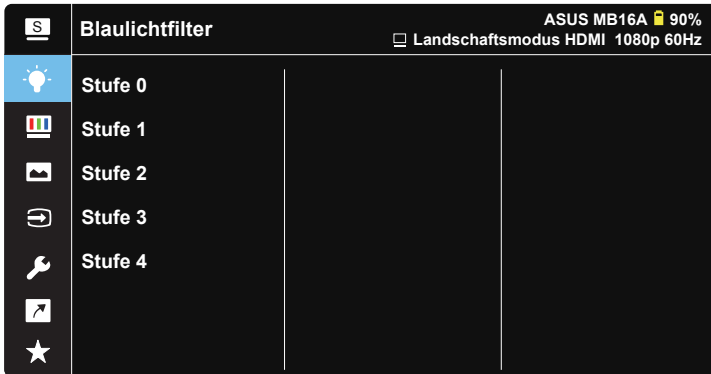 S
Blaulichtfilter
ASUS MB16A 90%
Landschaftsmodus HDMI 1080p 60Hz
Stufe 0
Stufe 1
Stufe 2
Stufe 3
Stufe 4